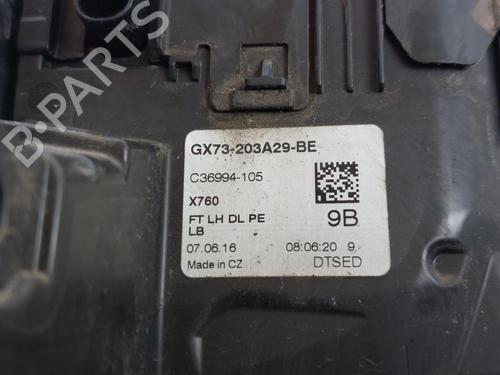 GX73-203A29-BE
C36994-105
X760
FT LH DL PE
LB
9B
07.06.16 08:06:20 9
Made in CZ DTSED
B-PARTS